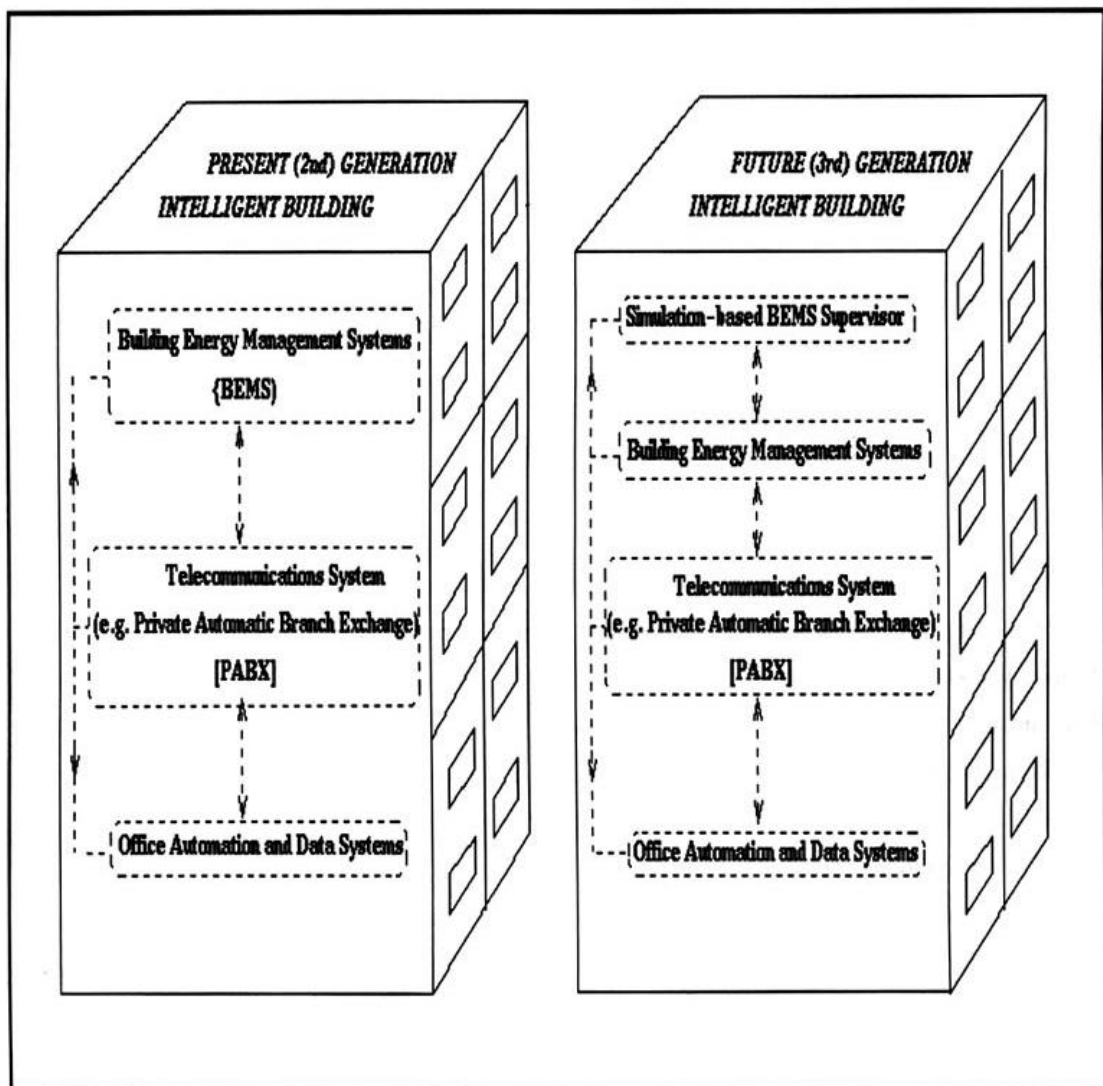 PRESENT (2nd) GENERATION
INTELLIGENT BUILDING
Building Energy Management Systems
{BEMS)
Telecommunications System
(e.g. Private Automatic Branch Exchange)
[PABX]
Office Automation and Data Systems
FUTURE (3rd) GENERATION
INTELLIGENT BUILDING
Simulation-based BEMS Supervisor
Building Energy Management Systems
Telecommunications System
(e.g. Private Automatic Branch Exchange)
[PABX]
Office Automation and Data Systems